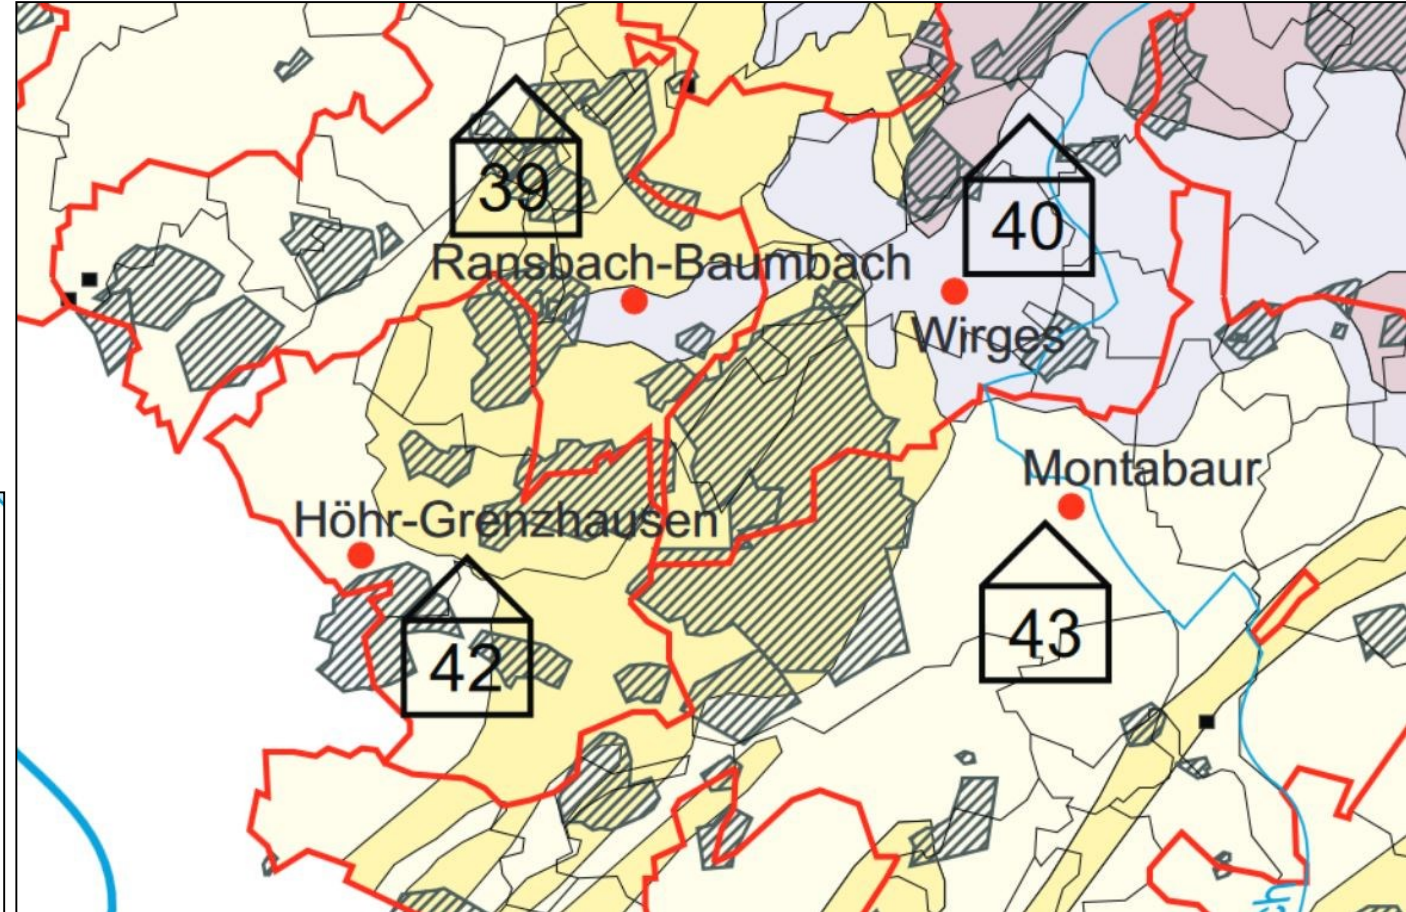 39
40
Ransbach-Baumbach
Wirges
Montabaur
Höhr-Grenzhausen
43
42